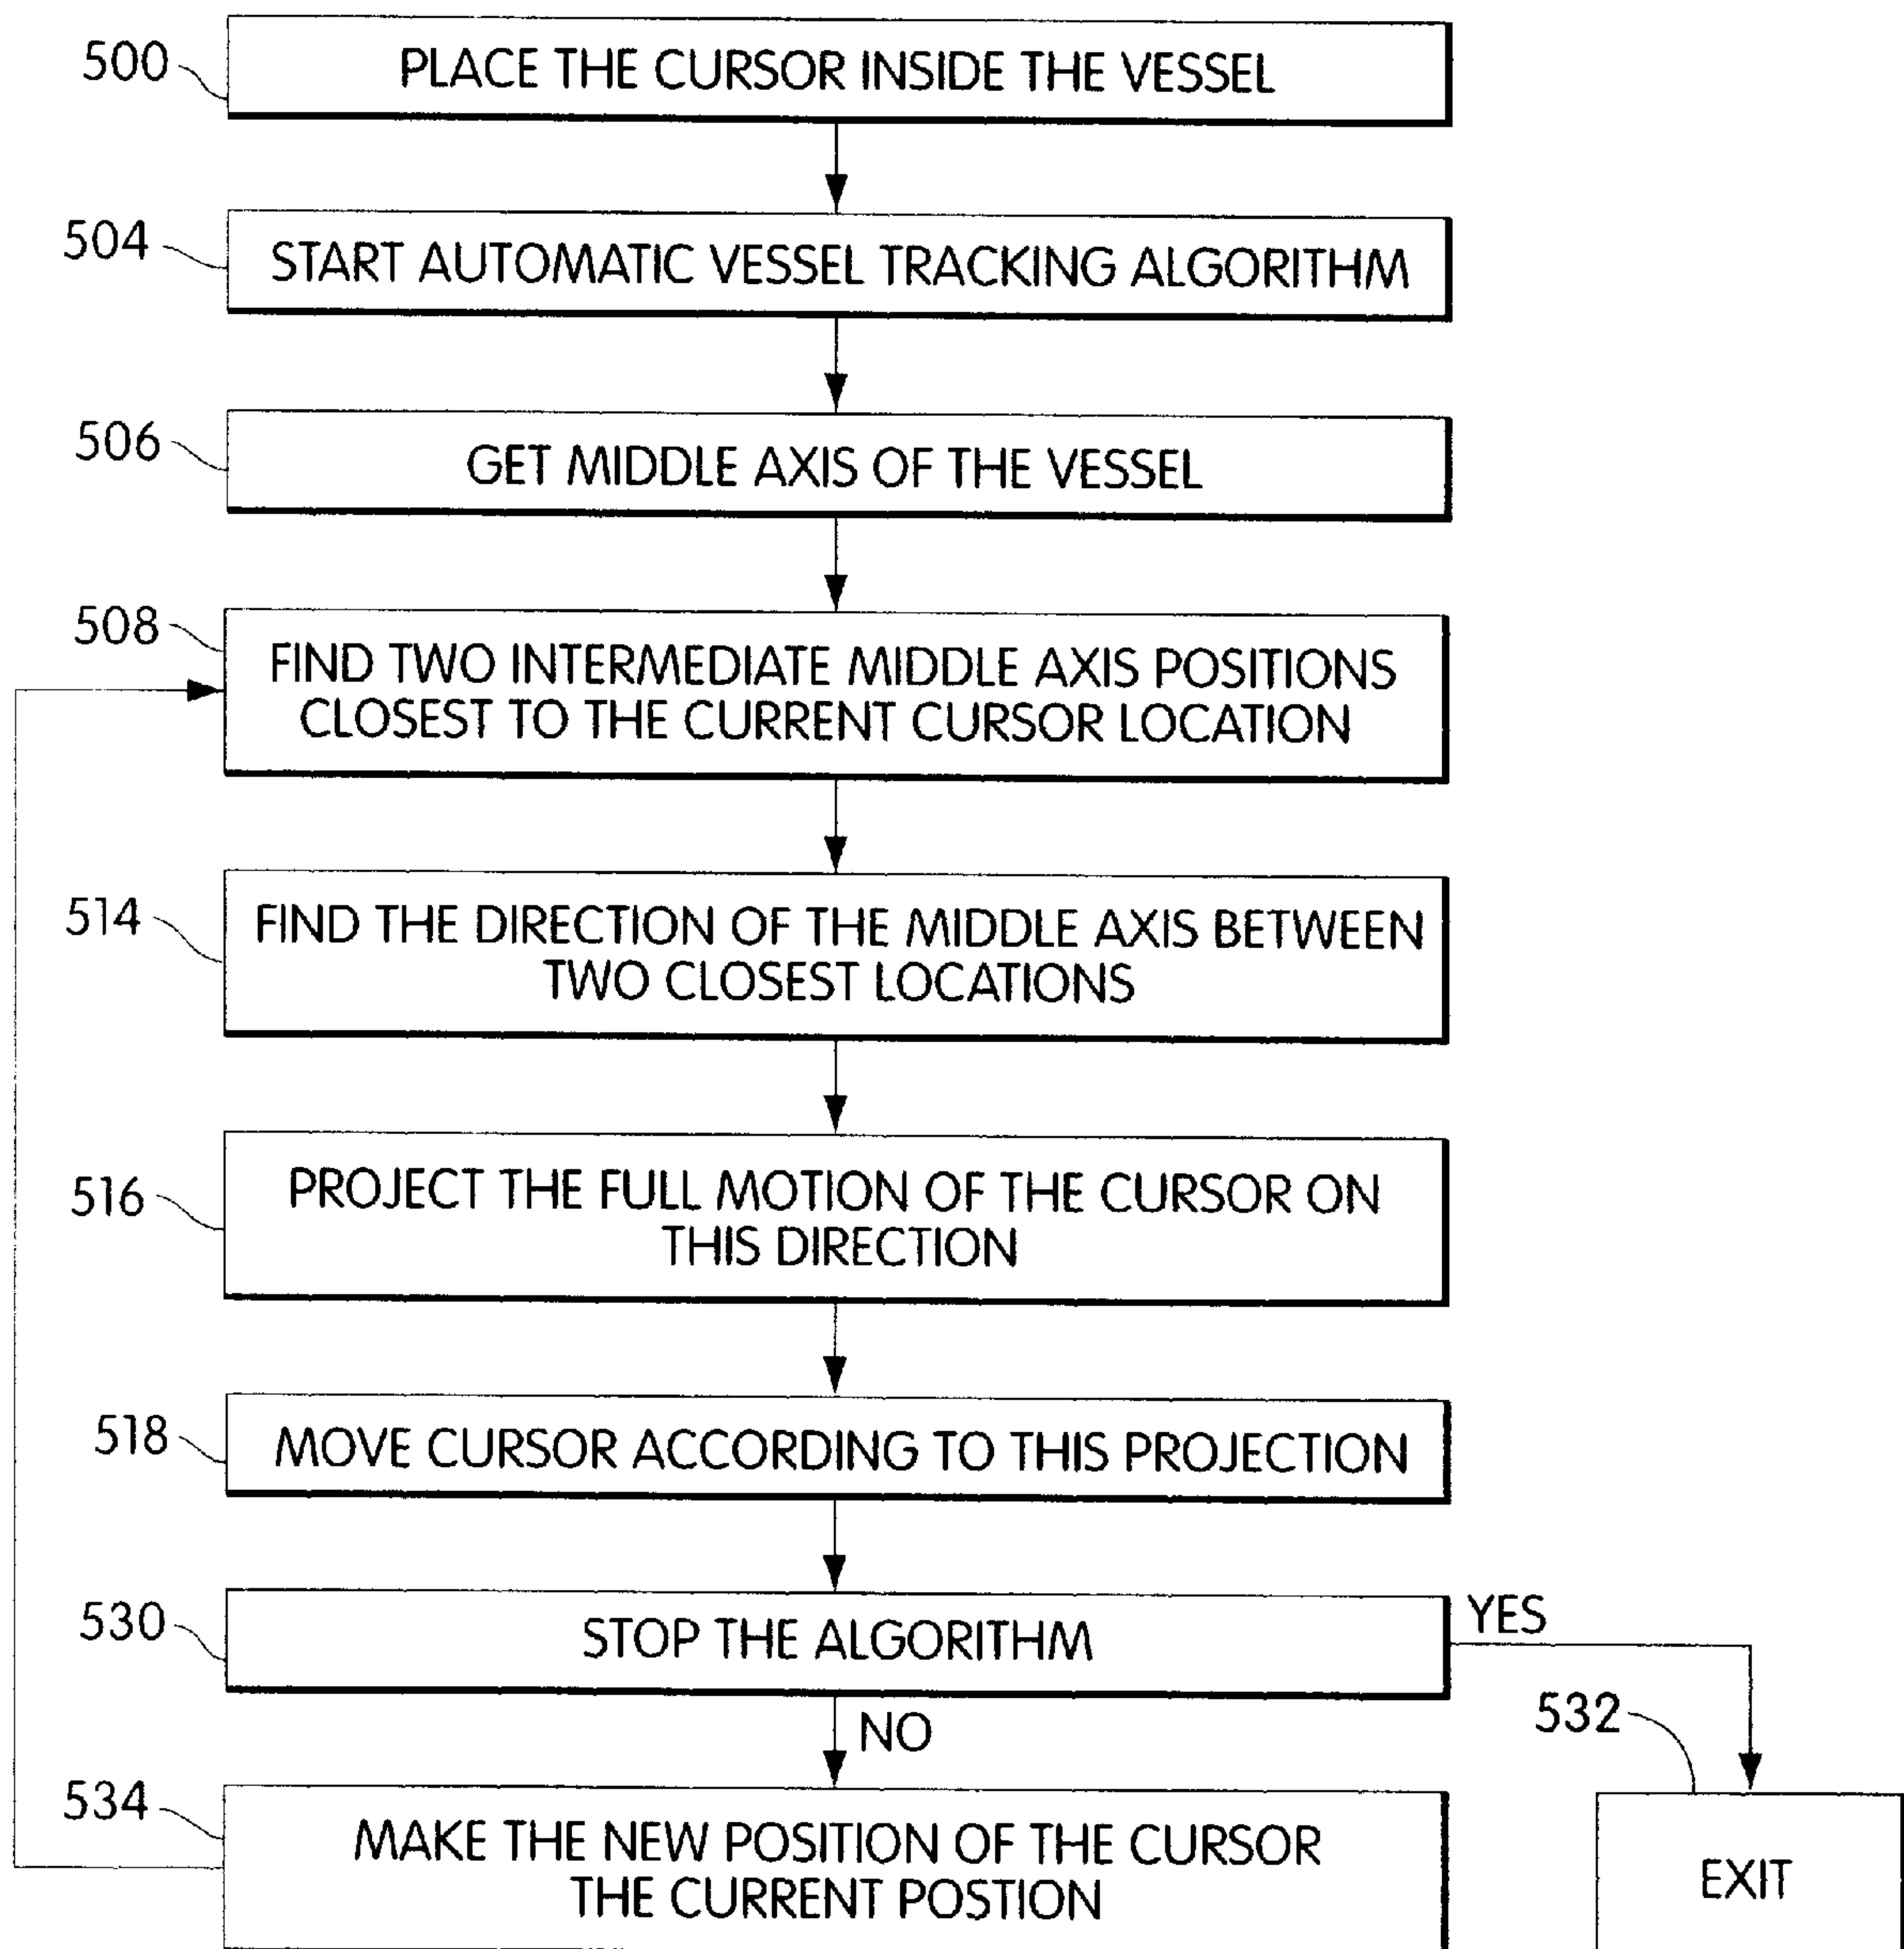 500
PLACE THE CURSOR INSIDE THE VESSEL
504
START AUTOMATIC VESSEL TRACKING ALGORITHM
506
GET MIDDLE AXIS OF THE VESSEL
508
FIND TWO INTERMEDIATE MIDDLE AXIS POSITIONS
CLOSEST TO THE CURRENT CURSOR LOCATION
514
FIND THE DIRECTION OF THE MIDDLE AXIS BETWEEN
TWO CLOSEST LOCATIONS
516
PROJECT THE FULL MOTION OF THE CURSOR ON
THIS DIRECTION
518
MOVE CURSOR ACCORDING TO THIS PROJECTION
530
STOP THE ALGORITHM
YES
NO
532
EXIT
534
MAKE THE NEW POSITION OF THE CURSOR
THE CURRENT POSTION